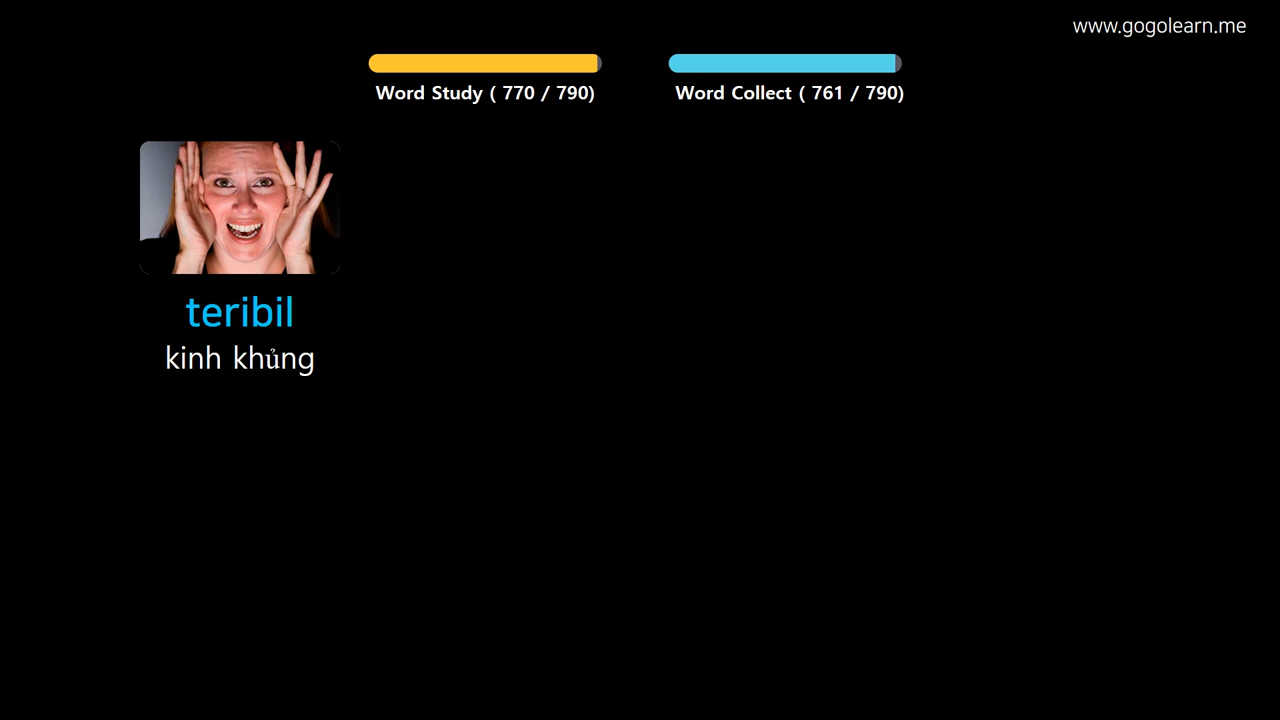 www.gogolearn.me
Word Study ( 770 / 790)
Word Collect ( 761 / 790)
teribil
kinh khủng